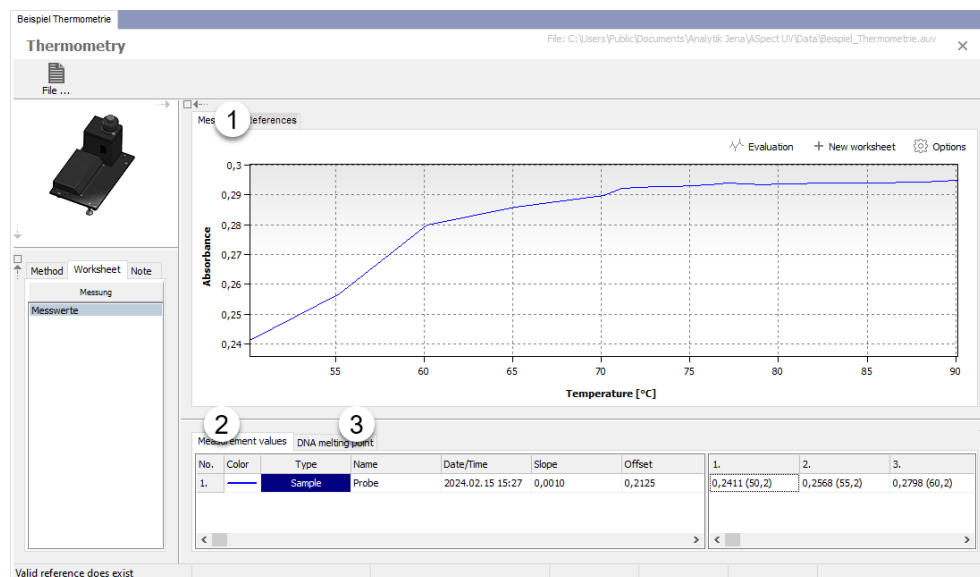 Beispiel Thermometrie
Thermometry
File: C:\Users\Public\Documents\Analytik Jena\ASpect UV\Data\Beispiel_Thermometrie.auv
File ...
1
References
Evaluation
New worksheet
Options
0,3
0,29
0,28
0,27
0,26
0,25
0,24
Absorbance
55 60 65 70 75 80 85 90
Temperature [°C]
Method Worksheet Note
Messung
Messwerte
2
3
Measurement values DNA melting point
No. Color Type Name Date/Time Slope Offset 1. 2. 3.
1. Sample Probe 2024.02.15 15:27 0,0010 0,2125 0,2411 (50,2) 0,2568 (55,2) 0,2798 (60,2)
Valid reference does exist